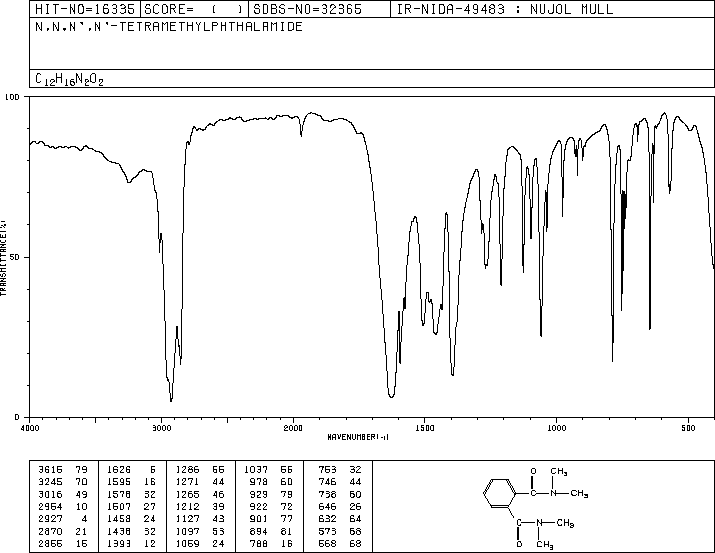 HIT-NO=16335 SCORE= ( ) SDBS-NO=32365 IR-NIDA-49483 : NUJOL MULL
N,N,N',N'-TETRAMETHYLPHTHALAMIDE
C12H16N2O2
100
50
0
TRANSMITTANCE(%)
4000 3000 2000 1500 1000 500
WAVENUMBER(-1)
3615 79 1626 5 1286 55 1037 55 753 32
3245 70 1595 16 1271 44 978 60 746 44
3016 49 1578 32 1265 46 929 79 738 60
2954 10 1507 27 1212 39 922 72 646 26
2927 4 1458 24 1127 43 901 77 632 64
2870 21 1438 32 1097 53 894 81 573 68
2855 15 1393 12 1059 24 788 16 568 68
O CH3
C N CH3
C N CH3
O CH3